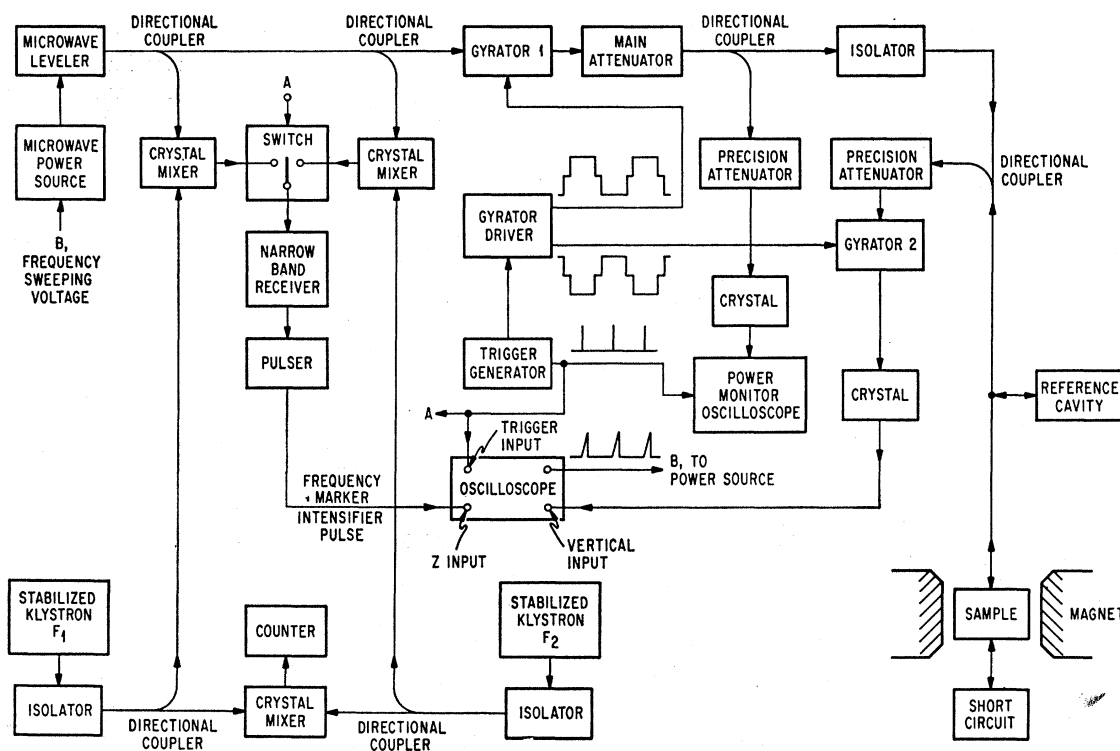 DIRECTIONAL
COUPLER
DIRECTIONAL
COUPLER
DIRECTIONAL
COUPLER
MICROWAVE
LEVELER
GYRATOR 1
MAIN
ATTENUATOR
ISOLATOR
A
MICROWAVE
POWER
SOURCE
CRYSTAL
MIXER
SWITCH
CRYSTAL
MIXER
PRECISION
ATTENUATOR
PRECISION
ATTENUATOR
DIRECTIONAL
COUPLER
B,
FREQUENCY
SWEEPING
VOLTAGE
NARROW
BAND
RECEIVER
GYRATOR
DRIVER
GYRATOR 2
CRYSTAL
PULSER
TRIGGER
GENERATOR
POWER
MONITOR
OSCILLOSCOPE
CRYSTAL
REFERENCE
CAVITY
A
TRIGGER
INPUT
B, TO
POWER SOURCE
OSCILLOSCOPE
FREQUENCY
MARKER
INTENSIFIER
PULSE
Z INPUT
VERTICAL
INPUT
STABILIZED
KLYSTRON
F1
COUNTER
STABILIZED
KLYSTRON
F2
SAMPLE
MAGNET
ISOLATOR
DIRECTIONAL
COUPLER
CRYSTAL
MIXER
DIRECTIONAL
COUPLER
ISOLATOR
SHORT
CIRCUIT